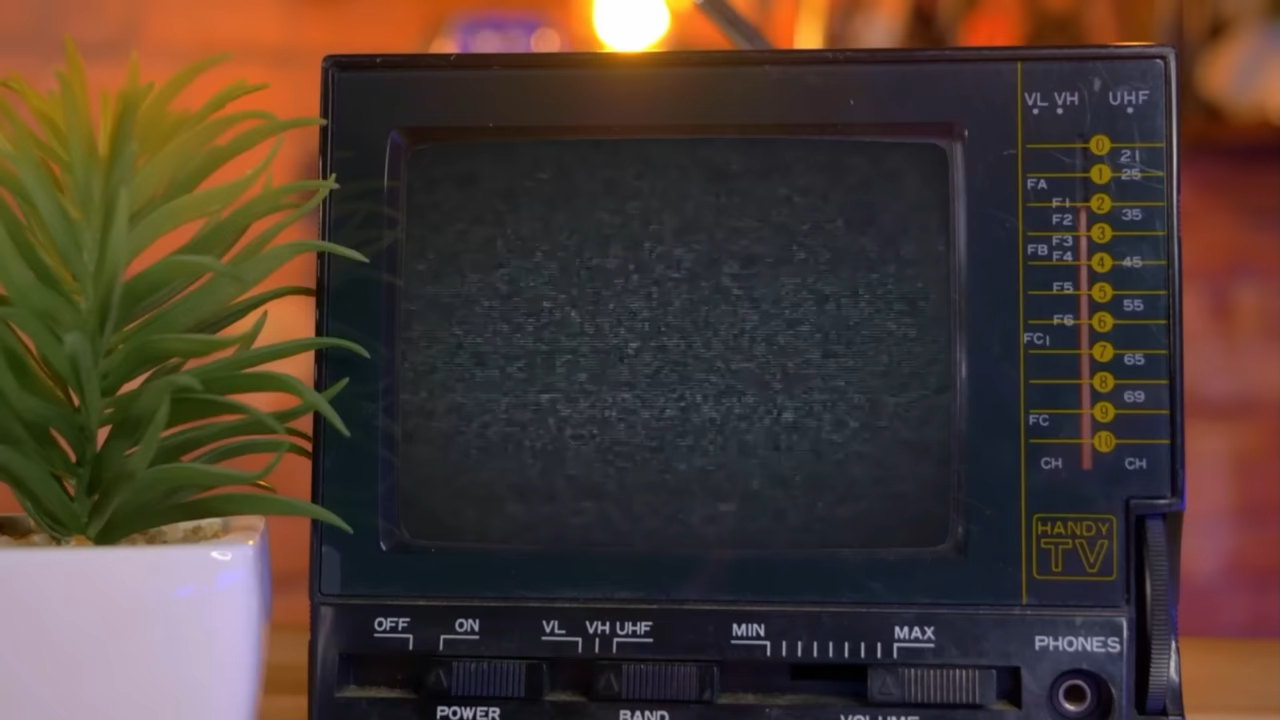 VL VH UHF
0
21
1 25
FA
F1 2
F2 35
3
F3
FB 4 45
F4
F5 5
55
F6 6
FC1
7 65
8
69
9
FC
10
CH CH
HANDY
TV
OFF ON VL VH UHF MIN MAX
PHONES
POWER BAND VOLUME